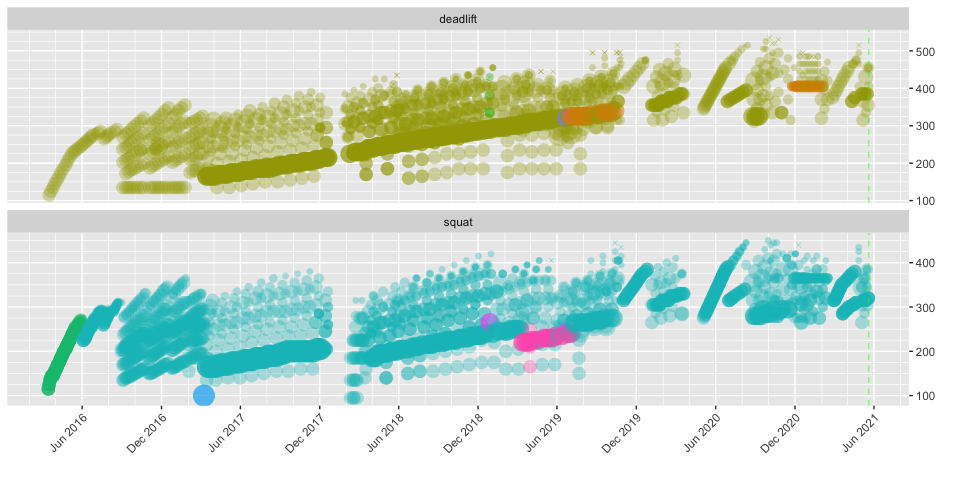 deadlift
500
400
300
200
100
squat
400
300
200
100
Jun 2016
Dec 2016
Jun 2017
Dec 2017
Jun 2018
Dec 2018
Jun 2019
Dec 2019
Jun 2020
Dec 2020
Jun 2021